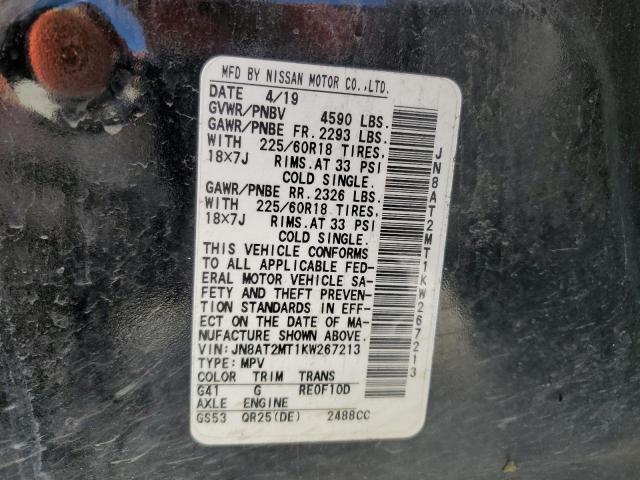 MFD BY NISSAN MOTOR CO.,LTD.
DATE 4/19
GVWR/PNBV 4590 LBS.
GAWR/PNBE FR. 2293 LBS.
WITH 225/60R18 TIRES.
18×7J RIMS.AT 33 PSI
COLD SINGLE.
GAWR/PNBE RR. 2326 LBS.
WITH 225/60R18 TIRES.
18×7J RIMS.AT 33 PSI
COLD SINGLE.
THIS VEHICLE CONFORMS
TO ALL APPLICABLE FED-
ERAL MOTOR VEHICLE SA-
FETY AND THEFT PREVEN-
TION STANDARDS IN EFF-
ECT ON THE DATE OF MA-
NUFACTURE SHOWN ABOVE.
VIN: JN8AT2MT1KW267213
TYPE: MPV
COLOR TRIM TRANS
G41 G RE0F10D
AXLE ENGINE
GS53 QR25(DE) 2488CC
JN8AT2MT1KW267213